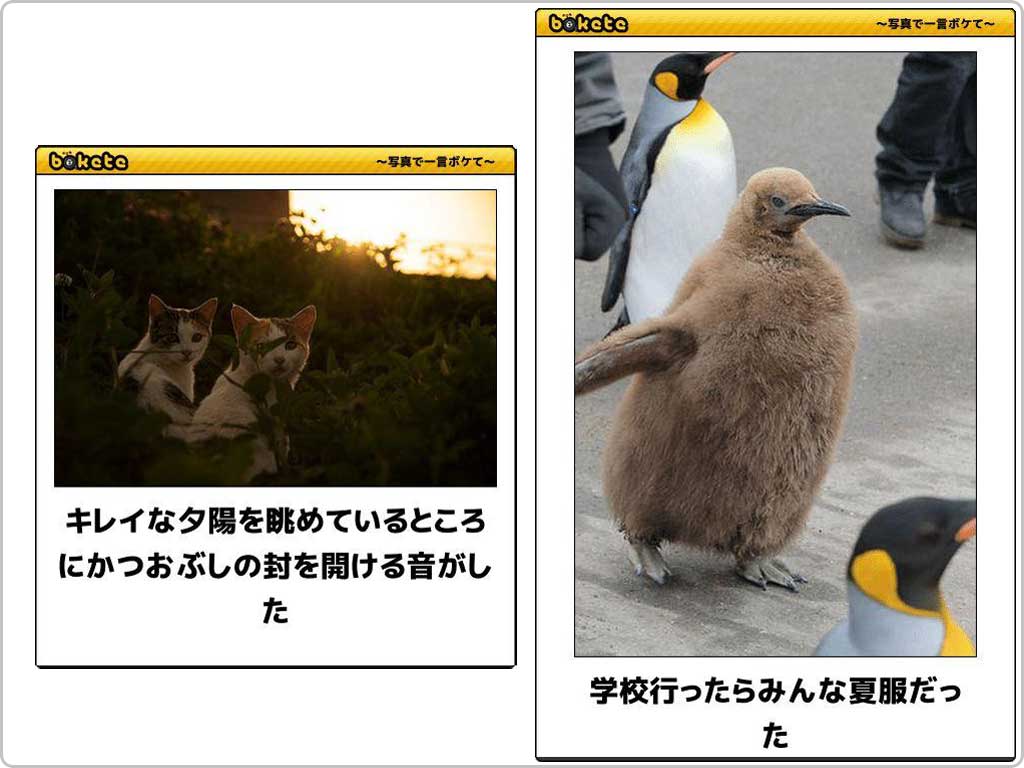 bokete
～写真で一言ボケて～
キレイな夕陽を眺めているところ
にかつおぶしの封を開ける音がし
た
bokete
～写真で一言ボケて～
学校行ったらみんな夏服だっ
た